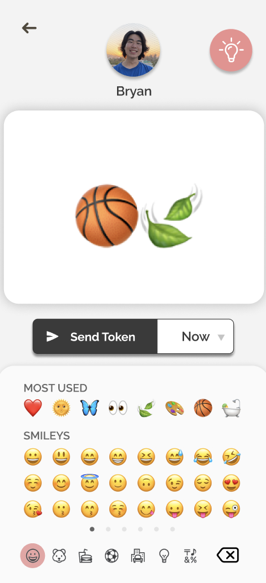 Bryan
Send Token
Now
MOST USED
SMILEYS
&%